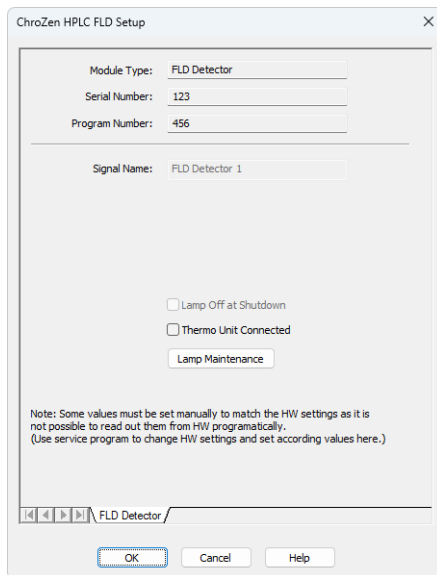 ChroZen HPLC FLD Setup
Module Type: FLD Detector
Serial Number: 123
Program Number: 456
Signal Name: FLD Detector 1
Lamp Off at Shutdown
Thermo Unit Connected
Lamp Maintenance
Note: Some values must be set manually to match the HW settings as it is
not possible to read out them from HW programatically.
(Use service program to change HW settings and set according values here.)
FLD Detector
OK Cancel Help